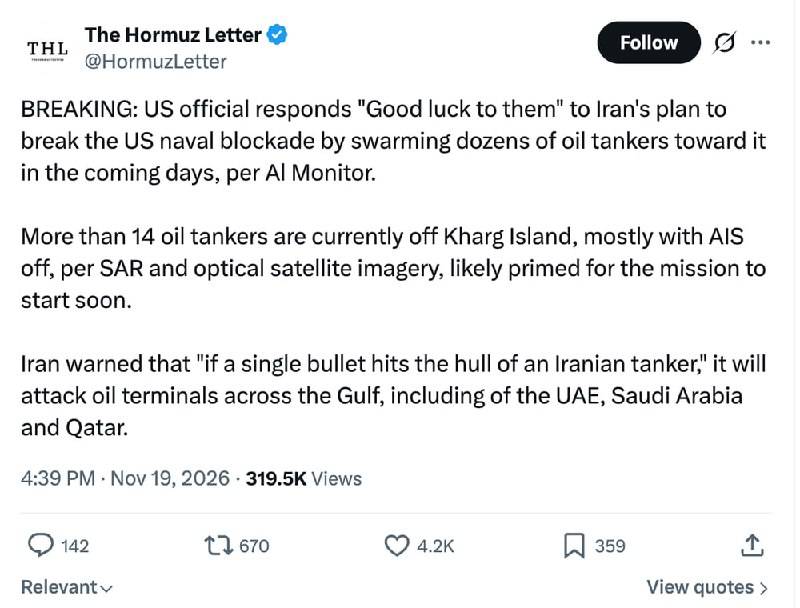 THL
The Hormuz Letter
@HormuzLetter
Follow
BREAKING: US official responds "Good luck to them" to Iran's plan to
break the US naval blockade by swarming dozens of oil tankers toward it
in the coming days, per Al Monitor.
More than 14 oil tankers are currently off Kharg Island, mostly with AIS
off, per SAR and optical satellite imagery, likely primed for the mission to
start soon.
Iran warned that "if a single bullet hits the hull of an Iranian tanker," it will
attack oil terminals across the Gulf, including of the UAE, Saudi Arabia
and Qatar.
4:39 PM · Nov 19, 2026 · 319.5K Views
142 670 4.2K 359
Relevant View quotes